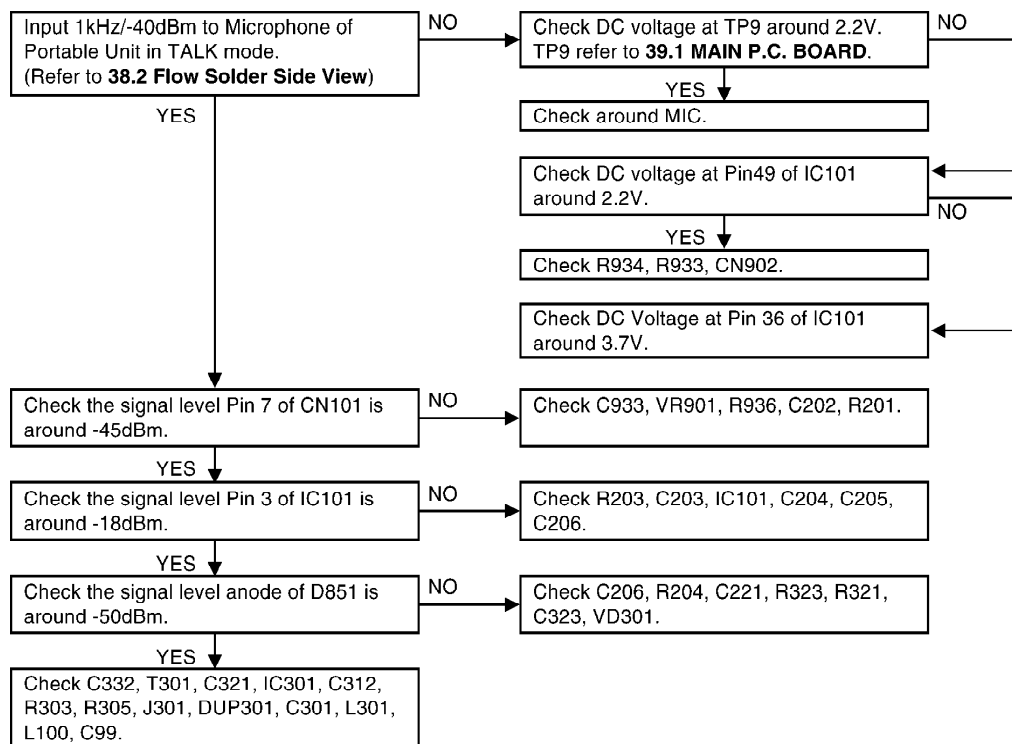 Input 1kHz/-40dBm to Microphone of
Portable Unit in TALK mode.
(Refer to 38.2 Flow Solder Side View)
NO
Check DC voltage at TP9 around 2.2V.
TP9 refer to 39.1 MAIN P.C. BOARD.
NO
YES
YES
Check around MIC.
Check DC voltage at Pin49 of IC101
around 2.2V.
NO
YES
Check R934, R933, CN902.
Check DC Voltage at Pin 36 of IC101
around 3.7V.
Check the signal level Pin 7 of CN101 is
around -45dBm.
NO
Check C933, VR901, R936, C202, R201.
YES
Check the signal level Pin 3 of IC101 is
around -18dBm.
NO
Check R203, C203, IC101, C204, C205,
C206.
YES
Check the signal level anode of D851 is
around -50dBm.
NO
Check C206, R204, C221, R323, R321,
C323, VD301.
YES
Check C332, T301, C321, IC301, C312,
R303, R305, J301, DUP301, C301, L301,
L100, C99.